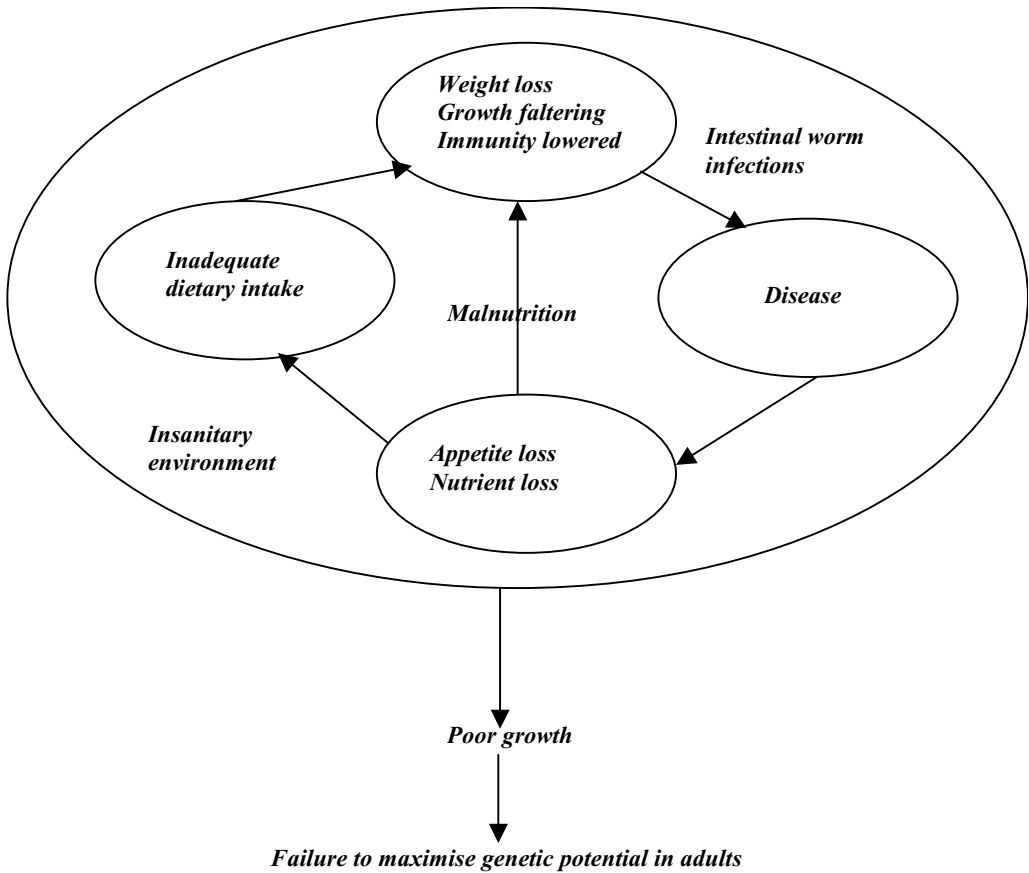 Weight loss
Growth faltering
Immunity lowered
Intestinal worm
infections
Inadequate
dietary intake
Disease
Malnutrition
Insanitary
environment
Appetite loss
Nutrient loss
Poor growth
Failure to maximise genetic potential in adults